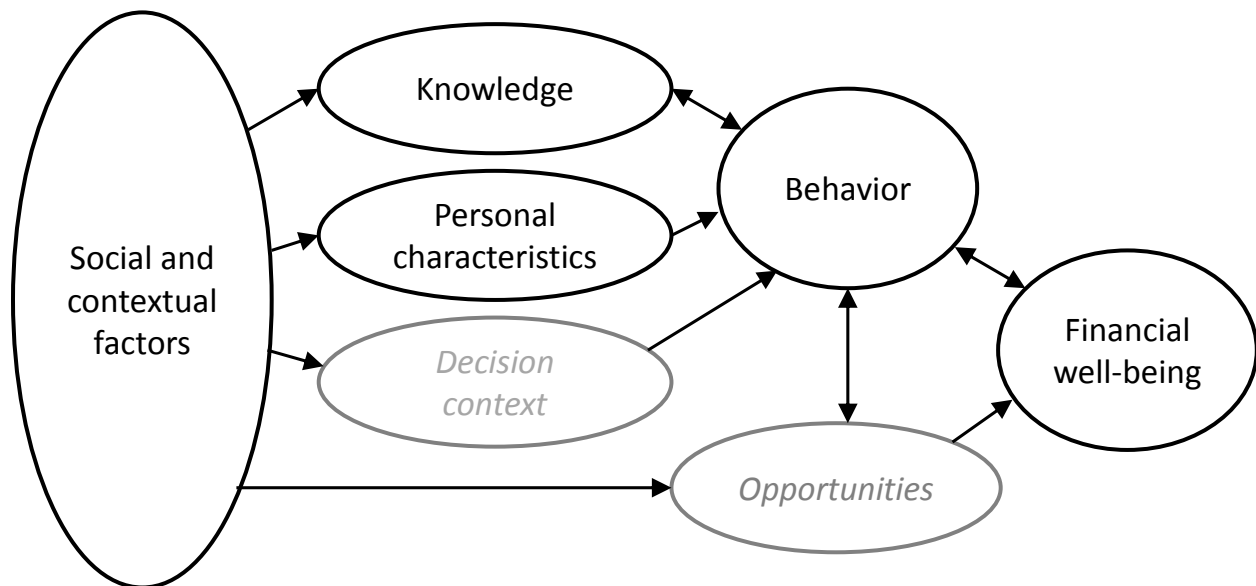 Social and
contextual
factors
Knowledge
Personal
characteristics
Decision
context
Behavior
Opportunities
Financial
well-being